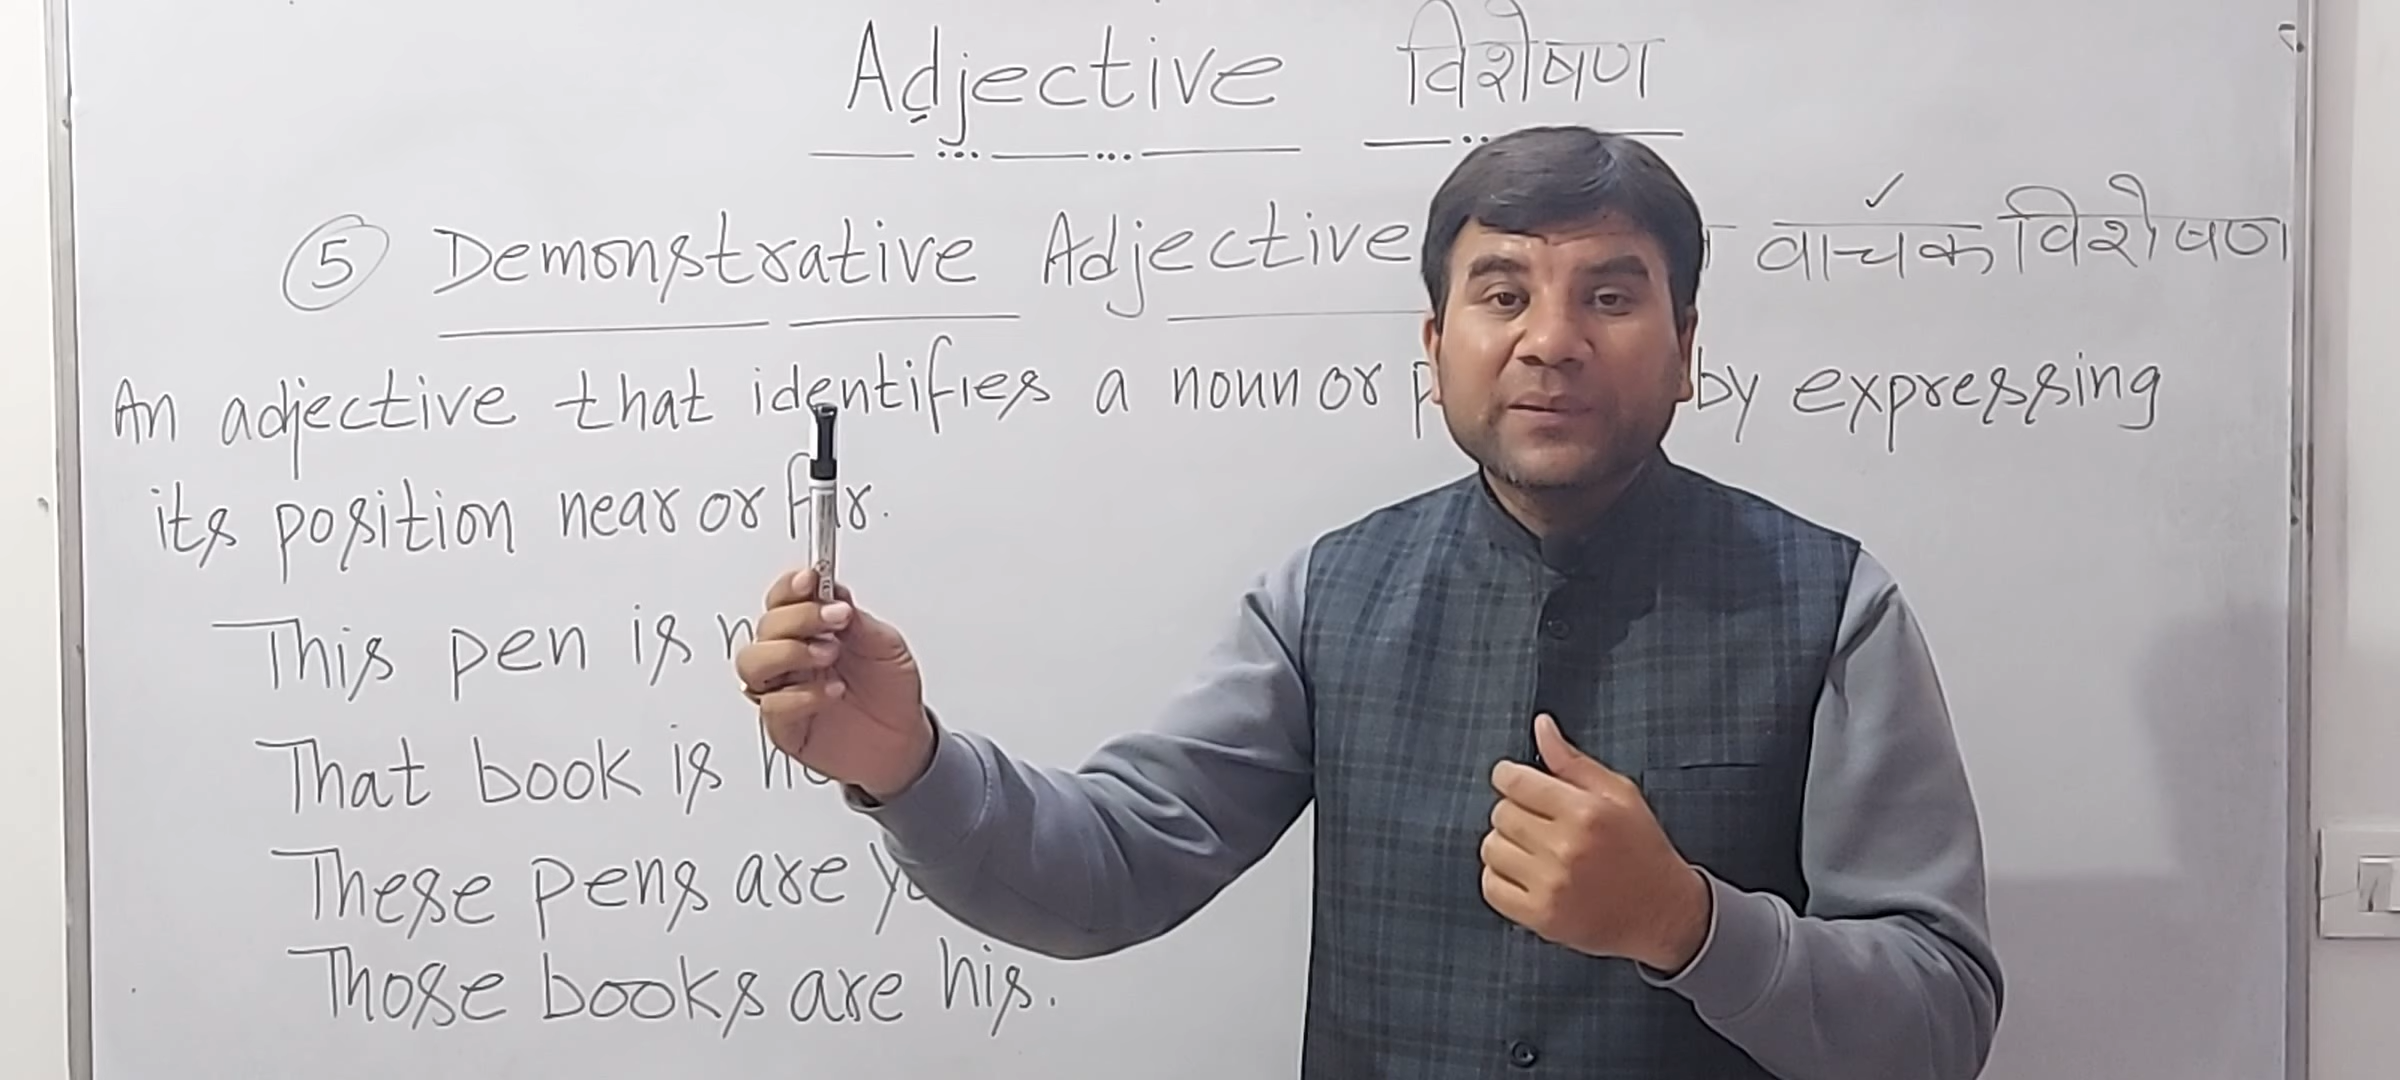 Adjective विशेषण
⑤ Demonstrative Adjective वाचक विशेषण
An adjective that identifies a noun or by expressing
its position near or far.
This pen is
That book is
These pens are
Those books are his.